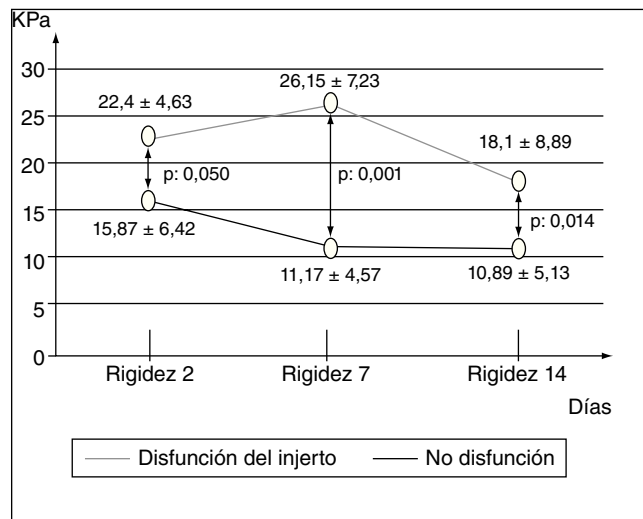 KPa
30
25
20
15
10
5
0
22,4 ± 4,63
26,15 ± 7,23
18,1 ± 8,89
p: 0,050
p: 0,001
p: 0,014
15,87 ± 6,42
11,17 ± 4,57
10,89 ± 5,13
Rigidez 2
Rigidez 7
Rigidez 14
Días
Disfunción del injerto
No disfunción